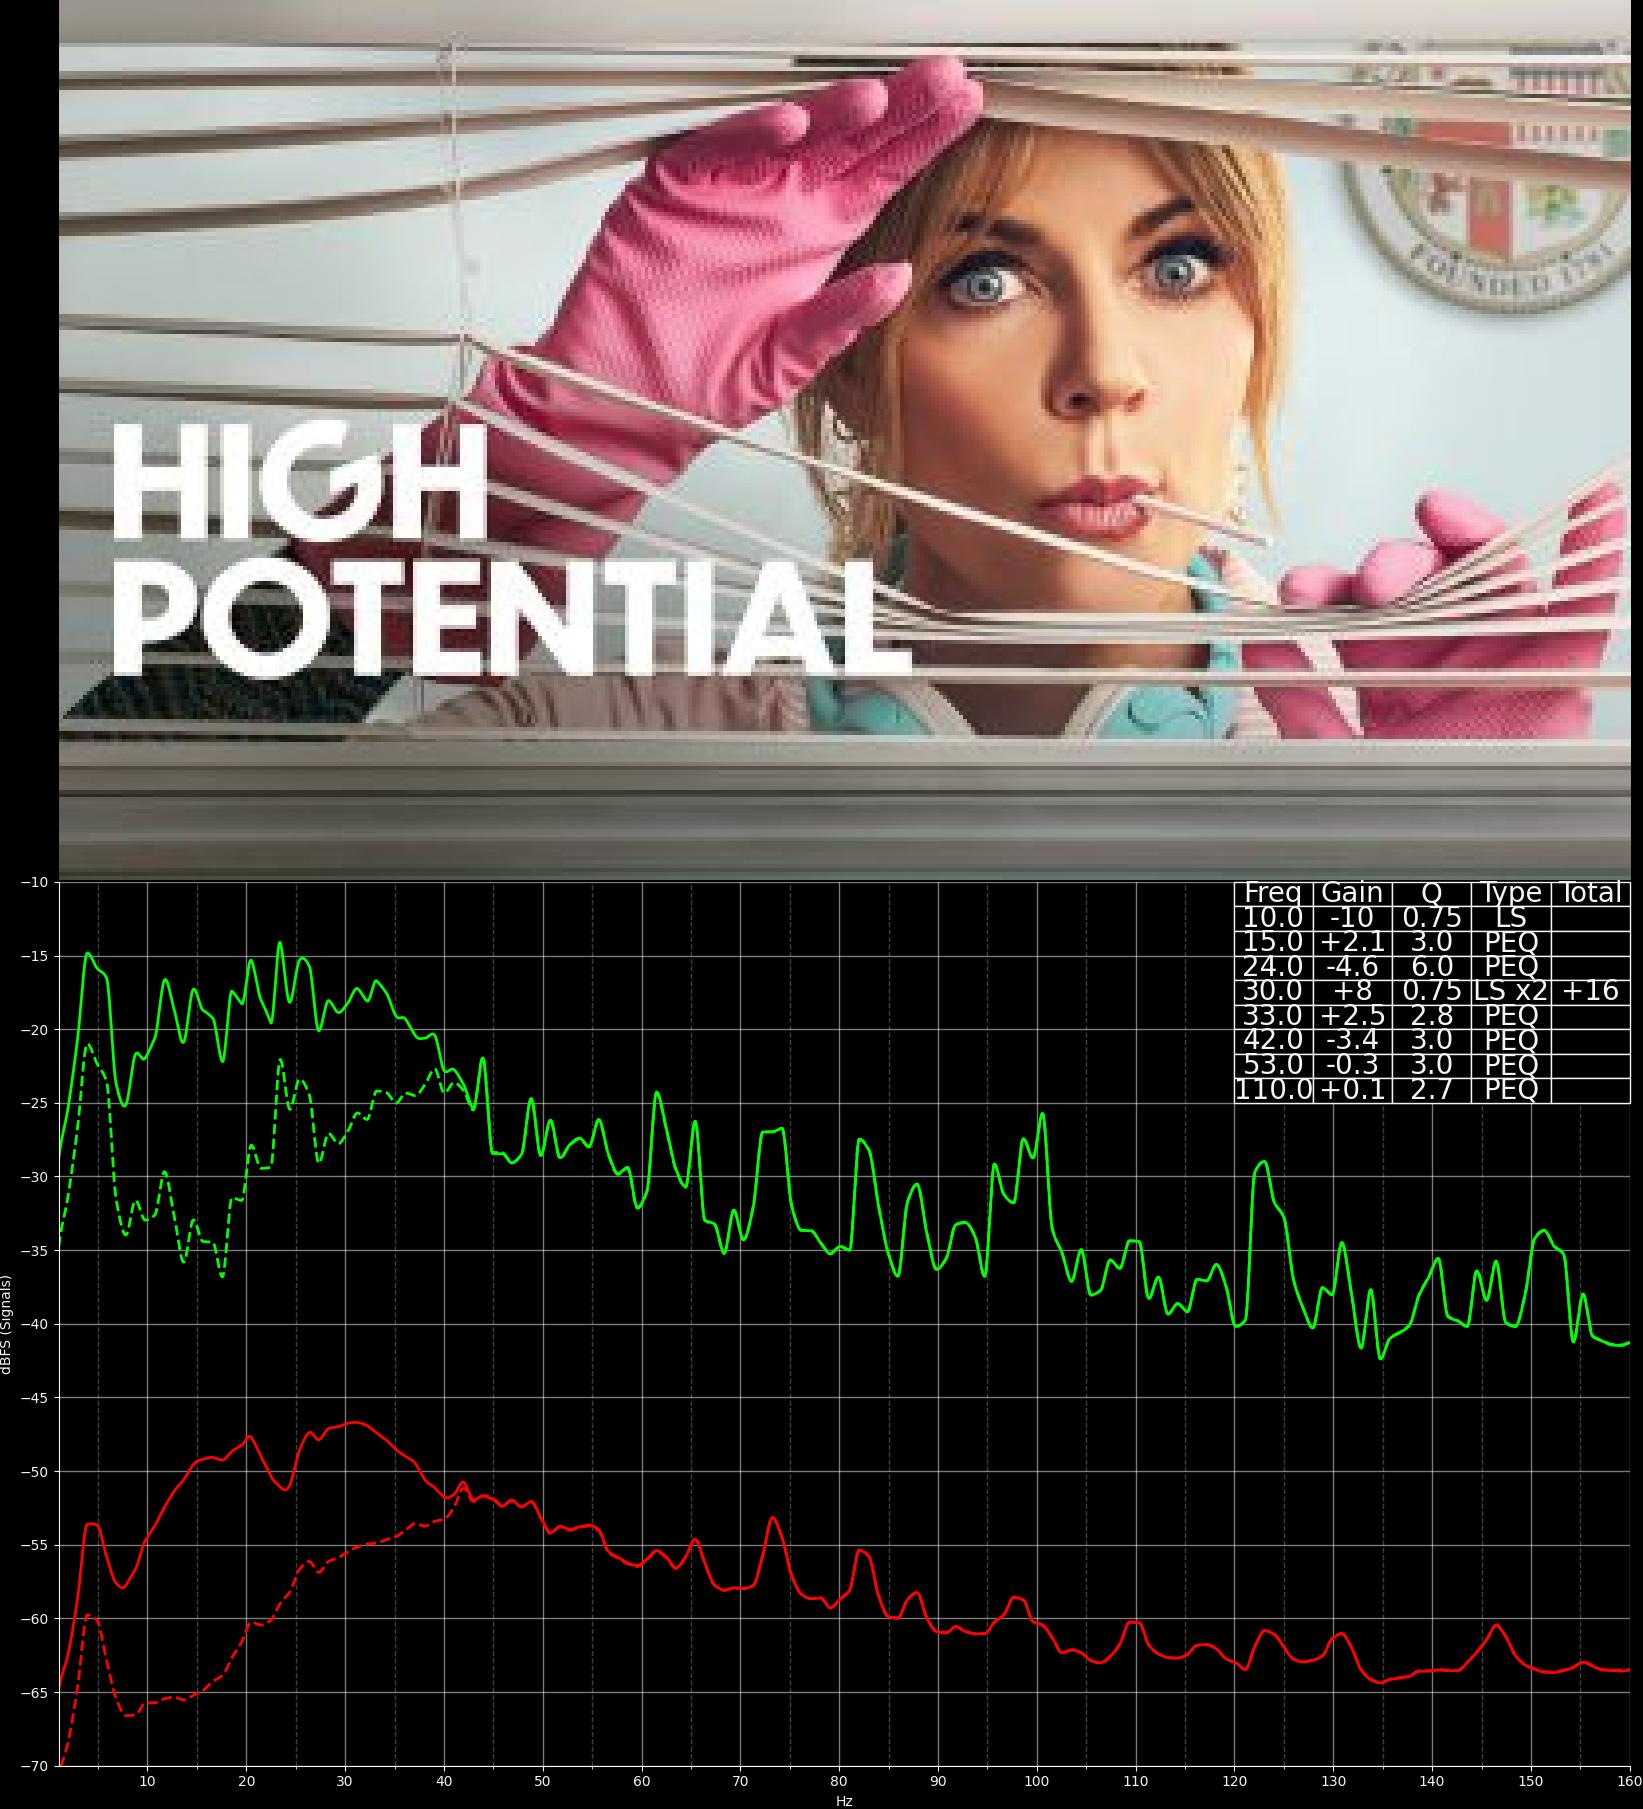 FOUNDED 1781
HIGH
POTENTIAL
Freq Gain Q Type Total
10.0 -10 0.75 LS
15.0 +2.1 3.0 PEQ
24.0 -4.6 6.0 PEQ
30.0 +8 0.75 LS x2 +16
33.0 +2.5 2.8 PEQ
42.0 -3.4 3.0 PEQ
53.0 -0.3 3.0 PEQ
110.0 +0.1 2.7 PEQ
−10
−15
−20
−25
−30
−35
−40
−45
−50
−55
−60
−65
−70
dBFS (Signals)
10 20 30 40 50 60 70 80 90 100 110 120 130 140 150 160
Hz